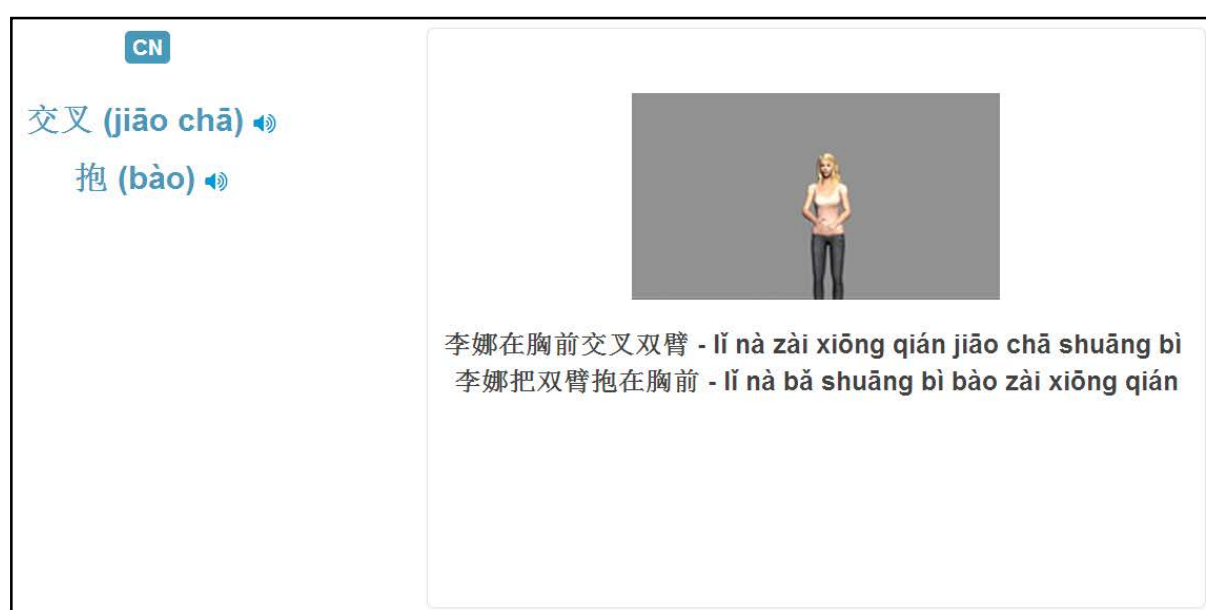 CN
交叉 (jiāo chā)
抱 (bào)
李娜在胸前交叉双臂 - lǐ nà zài xiōng qián jiāo chā shuāng bì
李娜把双臂抱在胸前 - lǐ nà bǎ shuāng bì bào zài xiōng qián